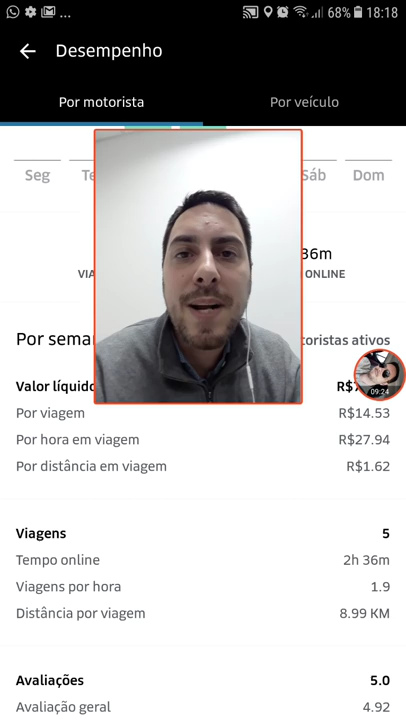 68% 18:18
Desempenho
Por motorista Por veículo
Seg Sáb Dom
36m
ONLINE
Por
Valor líquido
09:24
Por viagem R$14.53
Por hora em viagem R$27.94
Por distância em viagem R$1.62
Viagens 5
Tempo online 2h 36m
Viagens por hora 1.9
Distância por viagem 8.99 KM
Avaliações 5.0
Avaliação geral 4.92